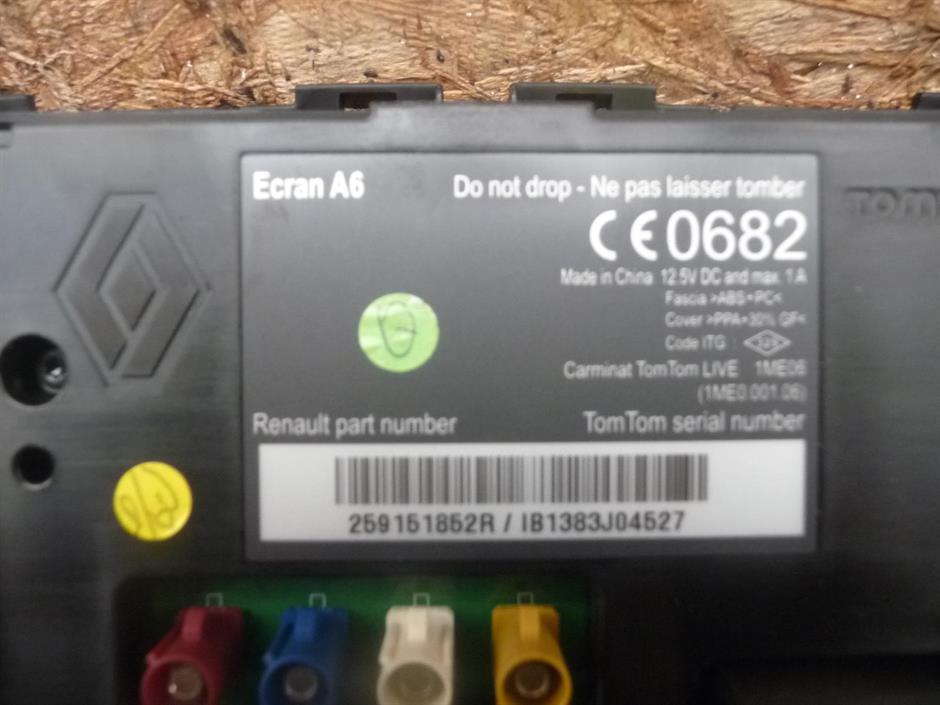 Ecran A6
Do not drop - Ne pas laisser tomber
CE 0682
Made in China 12.5V DC and max. 1A
Fascia >ABS+PC<
Cover >PPA+30% GF<
Code ITG :
Carminat TomTom LIVE 1ME06
(1ME0.001.06)
Renault part number
TomTom serial number
259151852R / IB1383J04527